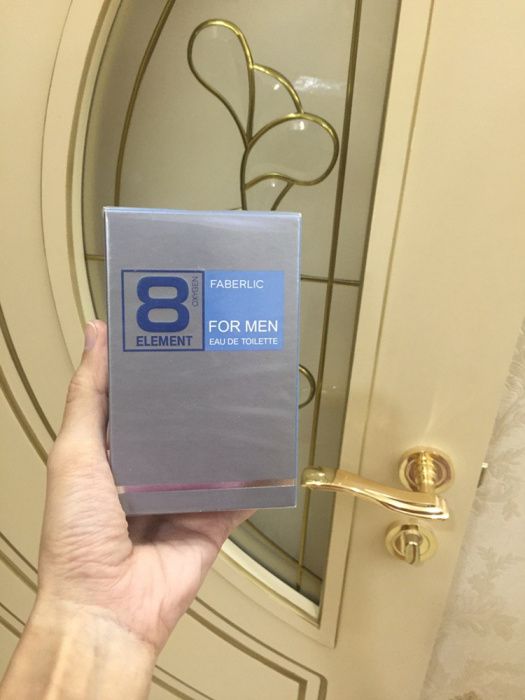 8
OXYGEN
ELEMENT
FABERLIC
FOR MEN
EAU DE TOILETTE